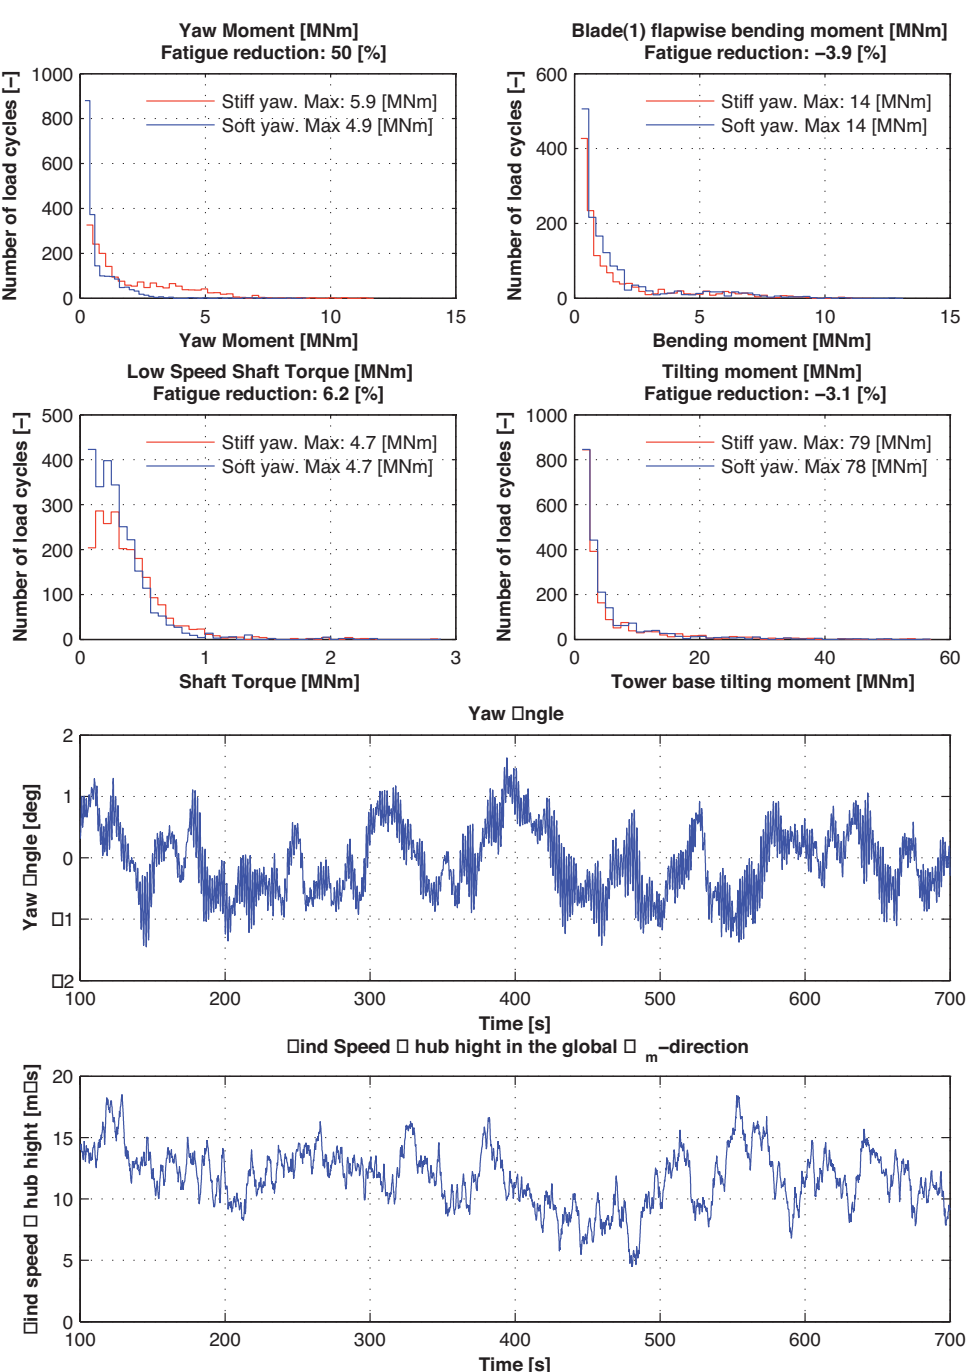 Yaw Moment [MNm]
Fatigue reduction: 50 [%]
Number of load cycles [−]
1000
800
600
400
200
0
Stiff yaw. Max: 5.9 [MNm]
Soft yaw. Max 4.9 [MNm]
0 5 10 15
Yaw Moment [MNm]
Blade(1) flapwise bending moment [MNm]
Fatigue reduction: −3.9 [%]
Number of load cycles [−]
600
400
200
0
Stiff yaw. Max: 14 [MNm]
Soft yaw. Max 14 [MNm]
0 5 10 15
Bending moment [MNm]
Low Speed Shaft Torque [MNm]
Fatigue reduction: 6.2 [%]
Number of load cycles [−]
500
400
300
200
100
0
Stiff yaw. Max: 4.7 [MNm]
Soft yaw. Max 4.7 [MNm]
0 1 2 3
Shaft Torque [MNm]
Tilting moment [MNm]
Fatigue reduction: −3.1 [%]
Number of load cycles [−]
1000
800
600
400
200
0
Stiff yaw. Max: 79 [MNm]
Soft yaw. Max 78 [MNm]
0 20 40 60
Tower base tilting moment [MNm]
Yaw □ngle
Yaw □ngle [deg]
2
1
0
□1
□2
100 200 300 400 500 600 700
Time [s]
□ind Speed □ hub hight in the global □ m−direction
□ind speed □ hub hight [m□s]
20
15
10
5
0
100 200 300 400 500 600 700
Time [s]